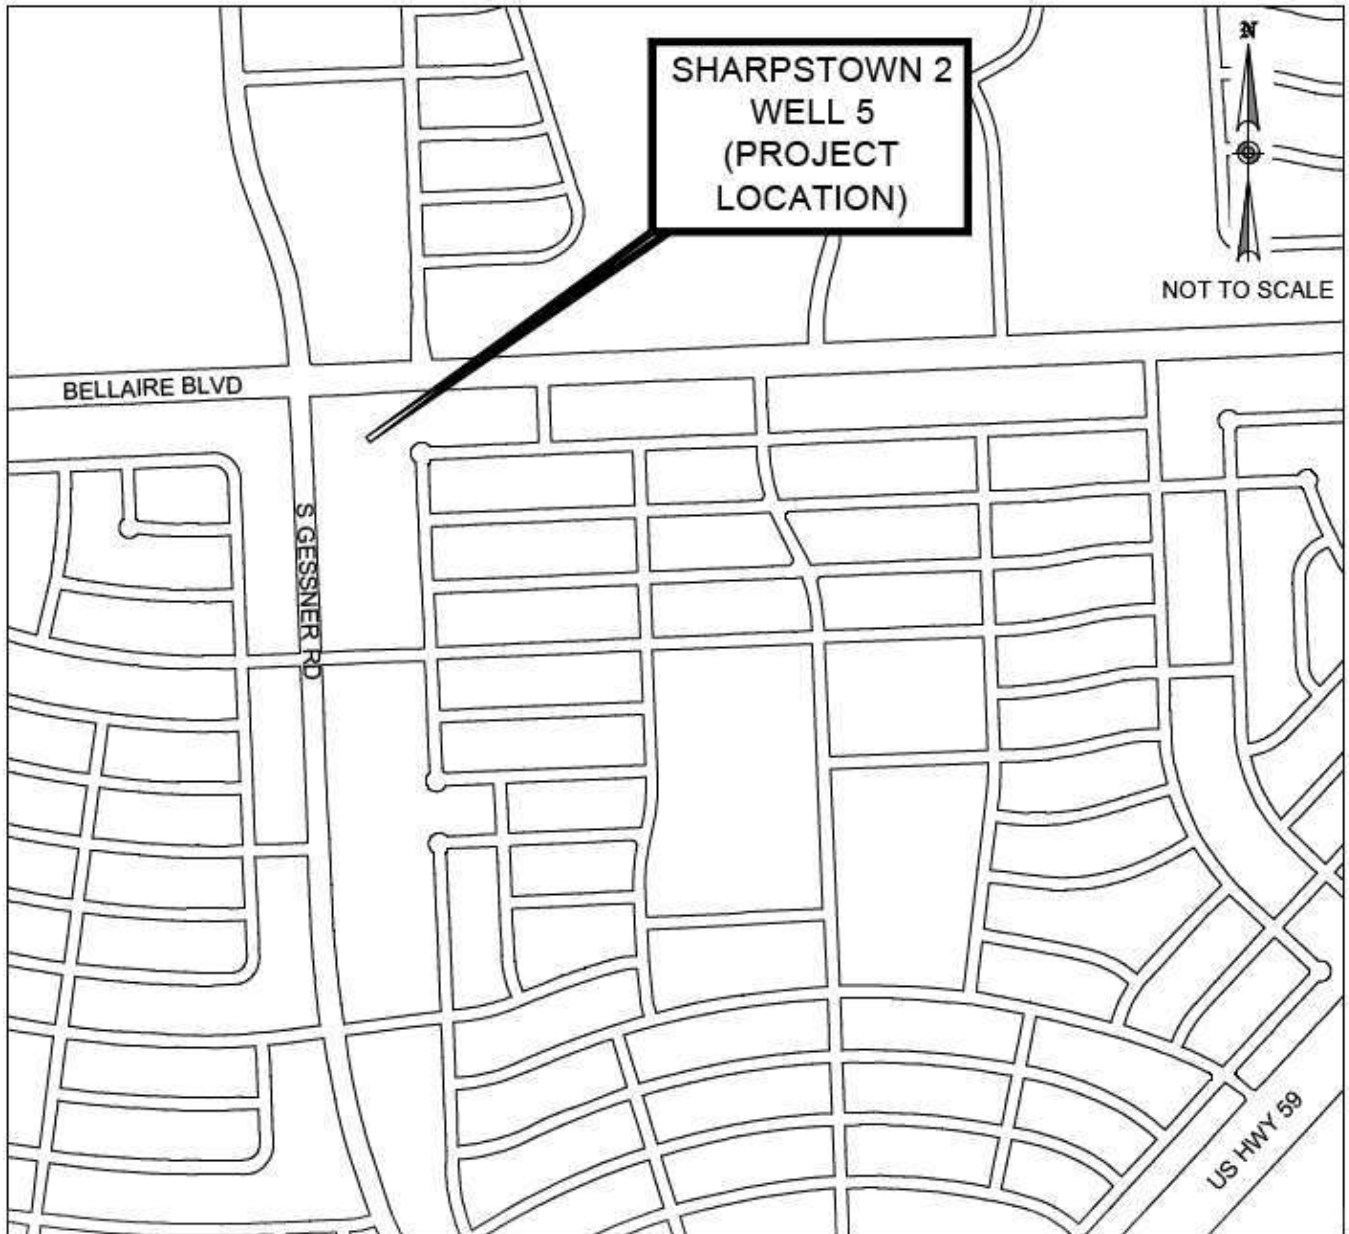 N
SHARPSTOWN 2
WELL 5
(PROJECT
LOCATION)
NOT TO SCALE
BELLAIRE BLVD
S GESSNER RD
US HWY 59